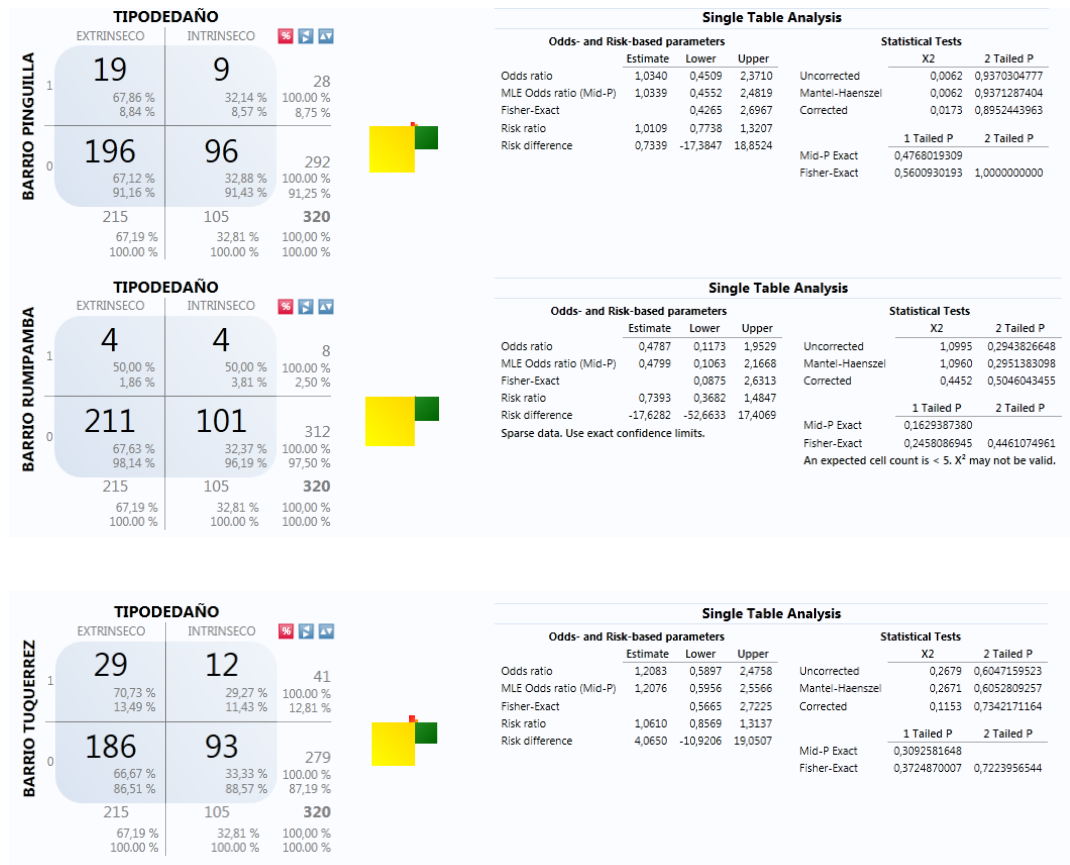 TIPODEDAÑO
EXTRINSECO INTRINSECO %
BARRIO PINGUILLA
1 19 9 28
67,86 % 32,14 % 100.00 %
8,84 % 8,57 % 8,75 %
0 196 96 292
67,12 % 32,88 % 100.00 %
91,16 % 91,43 % 91,25 %
215 105 320
67,19 % 32,81 % 100,00 %
100.00 % 100.00 % 100.00 %
Single Table Analysis
Odds- and Risk-based parameters
Estimate Lower Upper
Odds ratio 1,0340 0,4509 2,3710
MLE Odds ratio (Mid-P) 1,0339 0,4552 2,4819
Fisher-Exact 0,4265 2,6967
Risk ratio 1,0109 0,7738 1,3207
Risk difference 0,7339 -17,3847 18,8524
Statistical Tests
X2 2 Tailed P
Uncorrected 0,0062 0,9370304777
Mantel-Haenszel 0,0062 0,9371287404
Corrected 0,0173 0,8952443963
1 Tailed P 2 Tailed P
Mid-P Exact 0,4768019309
Fisher-Exact 0,5600930193 1,0000000000
TIPODEDAÑO
EXTRINSECO INTRINSECO %
BARRIO RUMIPAMBA
1 4 4 8
50,00 % 50,00 % 100.00 %
1,86 % 3,81 % 2,50 %
0 211 101 312
67,63 % 32,37 % 100.00 %
98,14 % 96,19 % 97,50 %
215 105 320
67,19 % 32,81 % 100,00 %
100.00 % 100.00 % 100.00 %
Single Table Analysis
Odds- and Risk-based parameters
Estimate Lower Upper
Odds ratio 0,4787 0,1173 1,9529
MLE Odds ratio (Mid-P) 0,4799 0,1063 2,1668
Fisher-Exact 0,0875 2,6313
Risk ratio 0,7393 0,3682 1,4847
Risk difference -17,6282 -52,6633 17,4069
Sparse data. Use exact confidence limits.
Statistical Tests
X2 2 Tailed P
Uncorrected 1,0995 0,2943826648
Mantel-Haenszel 1,0960 0,2951383098
Corrected 0,4452 0,5046043455
1 Tailed P 2 Tailed P
Mid-P Exact 0,1629387380
Fisher-Exact 0,2458086945 0,4461074961
An expected cell count is < 5. X² may not be valid.
TIPODEDAÑO
EXTRINSECO INTRINSECO %
BARRIO TUQUERREZ
1 29 12 41
70,73 % 29,27 % 100.00 %
13,49 % 11,43 % 12,81 %
0 186 93 279
66,67 % 33,33 % 100.00 %
86,51 % 88,57 % 87,19 %
215 105 320
67,19 % 32,81 % 100,00 %
100.00 % 100.00 % 100.00 %
Single Table Analysis
Odds- and Risk-based parameters
Estimate Lower Upper
Odds ratio 1,2083 0,5897 2,4758
MLE Odds ratio (Mid-P) 1,2076 0,5956 2,5566
Fisher-Exact 0,5665 2,7225
Risk ratio 1,0610 0,8569 1,3137
Risk difference 4,0650 -10,9206 19,0507
Statistical Tests
X2 2 Tailed P
Uncorrected 0,2679 0,6047159523
Mantel-Haenszel 0,2671 0,6052809257
Corrected 0,1153 0,7342171164
1 Tailed P 2 Tailed P
Mid-P Exact 0,3092581648
Fisher-Exact 0,3724870007 0,7223956544